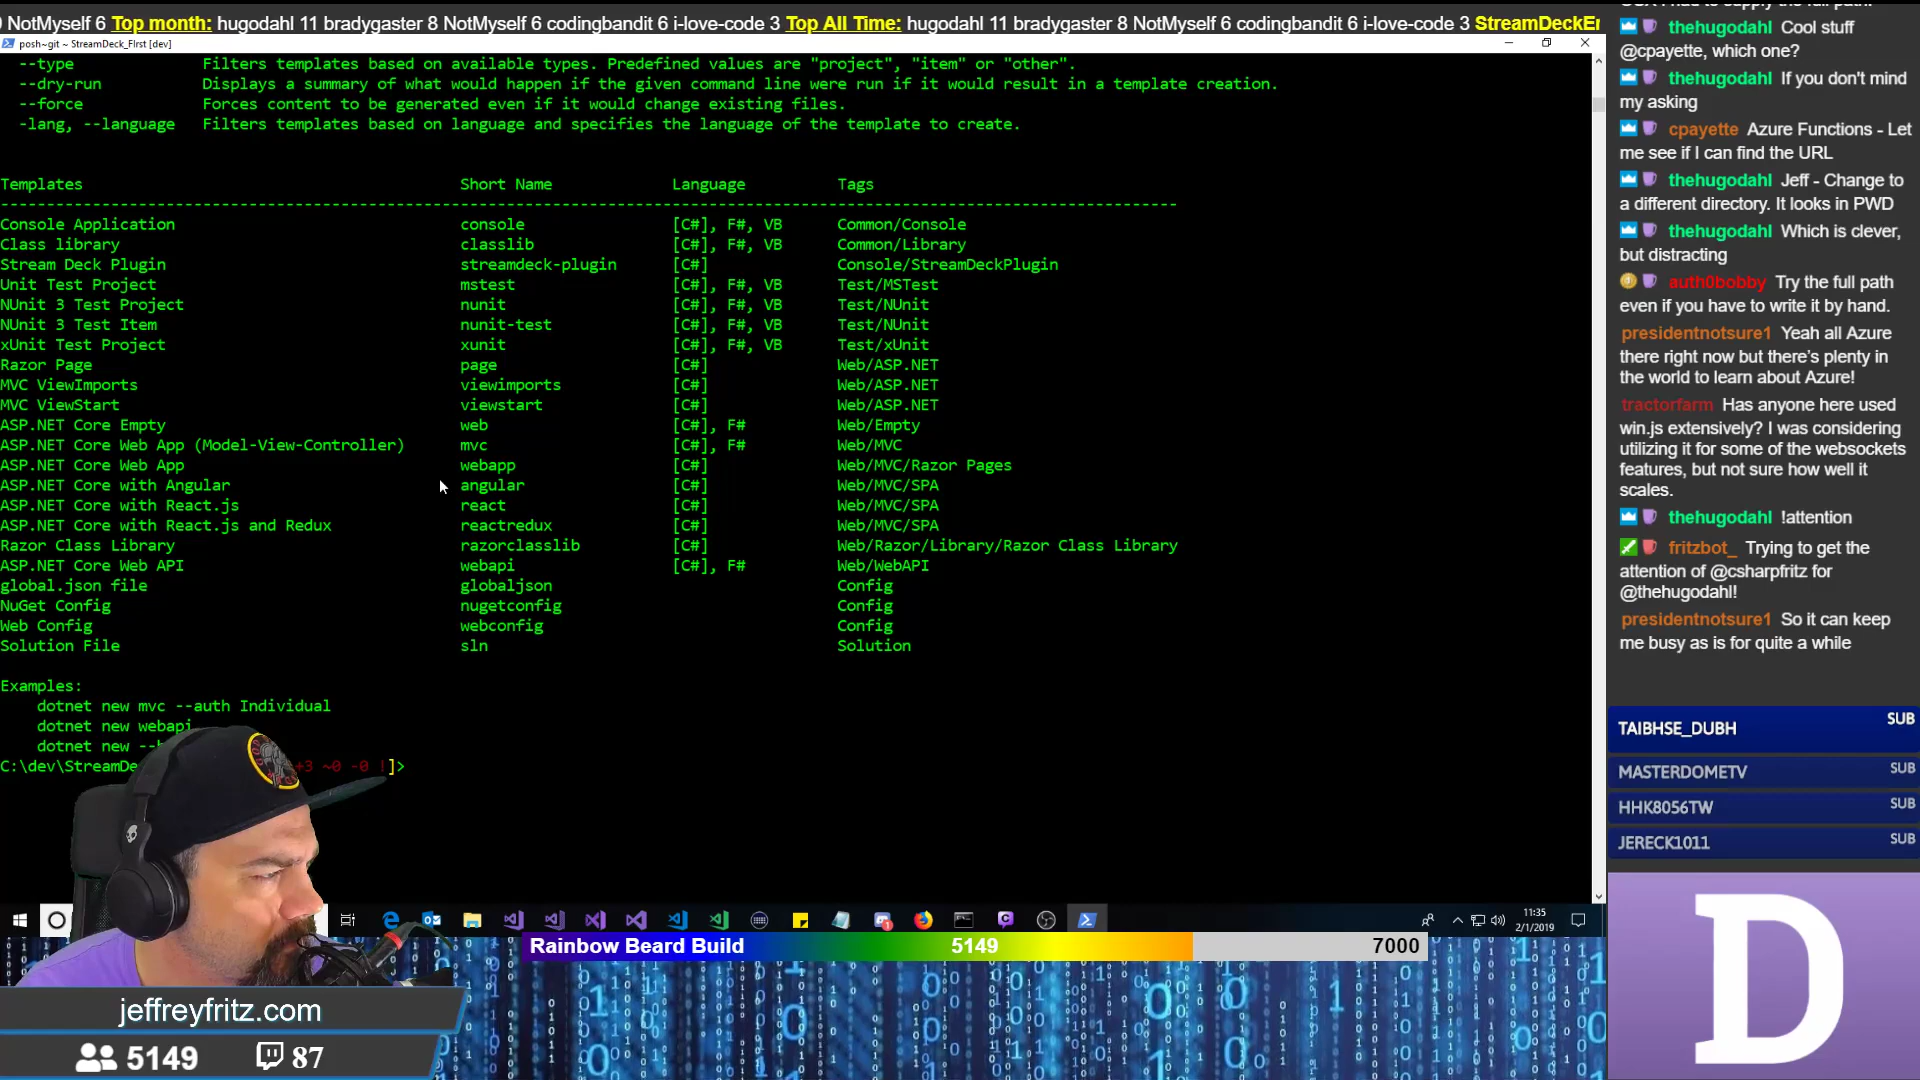 NotMyself 6 Top month: hugodahl 11 bradygaster 8 NotMyself 6 codingbandit 6 i-love-code 3 Top All Time: hugodahl 11 bradygaster 8 NotMyself 6 codingbandit 6 i-love-code 3
posh~git ~ StreamDeck_First [dev]
--type Filters templates based on available types. Predefined values are "project", "item" or "other".
--dry-run Displays a summary of what would happen if the given command line were run if it would result in a template creation.
--force Forces content to be generated even if it would change existing files.
-lang, --language Filters templates based on language and specifies the language of the template to create.
Templates Short Name Language Tags
----------------------------------------------------------------------------------------------------------------------------
Console Application console [C#], F#, VB Common/Console
Class library classlib [C#], F#, VB Common/Library
Stream Deck Plugin streamdeck-plugin [C#] Console/StreamDeckPlugin
Unit Test Project mstest [C#], F#, VB Test/MSTest
NUnit 3 Test Project nunit [C#], F#, VB Test/NUnit
NUnit 3 Test Item nunit-test [C#], F#, VB Test/NUnit
xUnit Test Project xunit [C#], F#, VB Test/xUnit
Razor Page page [C#] Web/ASP.NET
MVC ViewImports viewimports [C#] Web/ASP.NET
MVC ViewStart viewstart [C#] Web/ASP.NET
ASP.NET Core Empty web [C#], F# Web/Empty
ASP.NET Core Web App (Model-View-Controller) mvc [C#], F# Web/MVC
ASP.NET Core Web App webapp [C#] Web/MVC/Razor Pages
ASP.NET Core with Angular angular [C#] Web/MVC/SPA
ASP.NET Core with React.js react [C#] Web/MVC/SPA
ASP.NET Core with React.js and Redux reactredux [C#] Web/MVC/SPA
Razor Class Library razorclasslib [C#] Web/Razor/Library/Razor Class Library
ASP.NET Core Web API webapi [C#], F# Web/WebAPI
global.json file globaljson Config
NuGet Config nugetconfig Config
Web Config webconfig Config
Solution File sln Solution
Examples:
dotnet new mvc --auth Individual
dotnet new webapi
dotnet new --
C:\dev\StreamDe +3 ~0 -0 !]>
11:35
2/1/2019
Rainbow Beard Build 5149 7000
jeffreyfritz.com
5149 87
thehugodahl Cool stuff
@cpayette, which one?
thehugodahl If you don't mind
my asking
cpayette Azure Functions - Let
me see if I can find the URL
thehugodahl Jeff - Change to
a different directory. It looks in PWD
thehugodahl Which is clever,
but distracting
auth0bobby Try the full path
even if you have to write it by hand.
presidentnotsure1 Yeah all Azure
there right now but there's plenty in
the world to learn about Azure!
tractorfarm Has anyone here used
win.js extensively? I was considering
utilizing it for some of the websockets
features, but not sure how well it
scales.
thehugodahl !attention
fritzbot_ Trying to get the
attention of @csharpfritz for
@thehugodahl!
presidentnotsure1 So it can keep
me busy as is for quite a while
TAIBHSE_DUBH SUB
MASTERDOMETV SUB
HHK8056TW SUB
JERECK1011 SUB
D